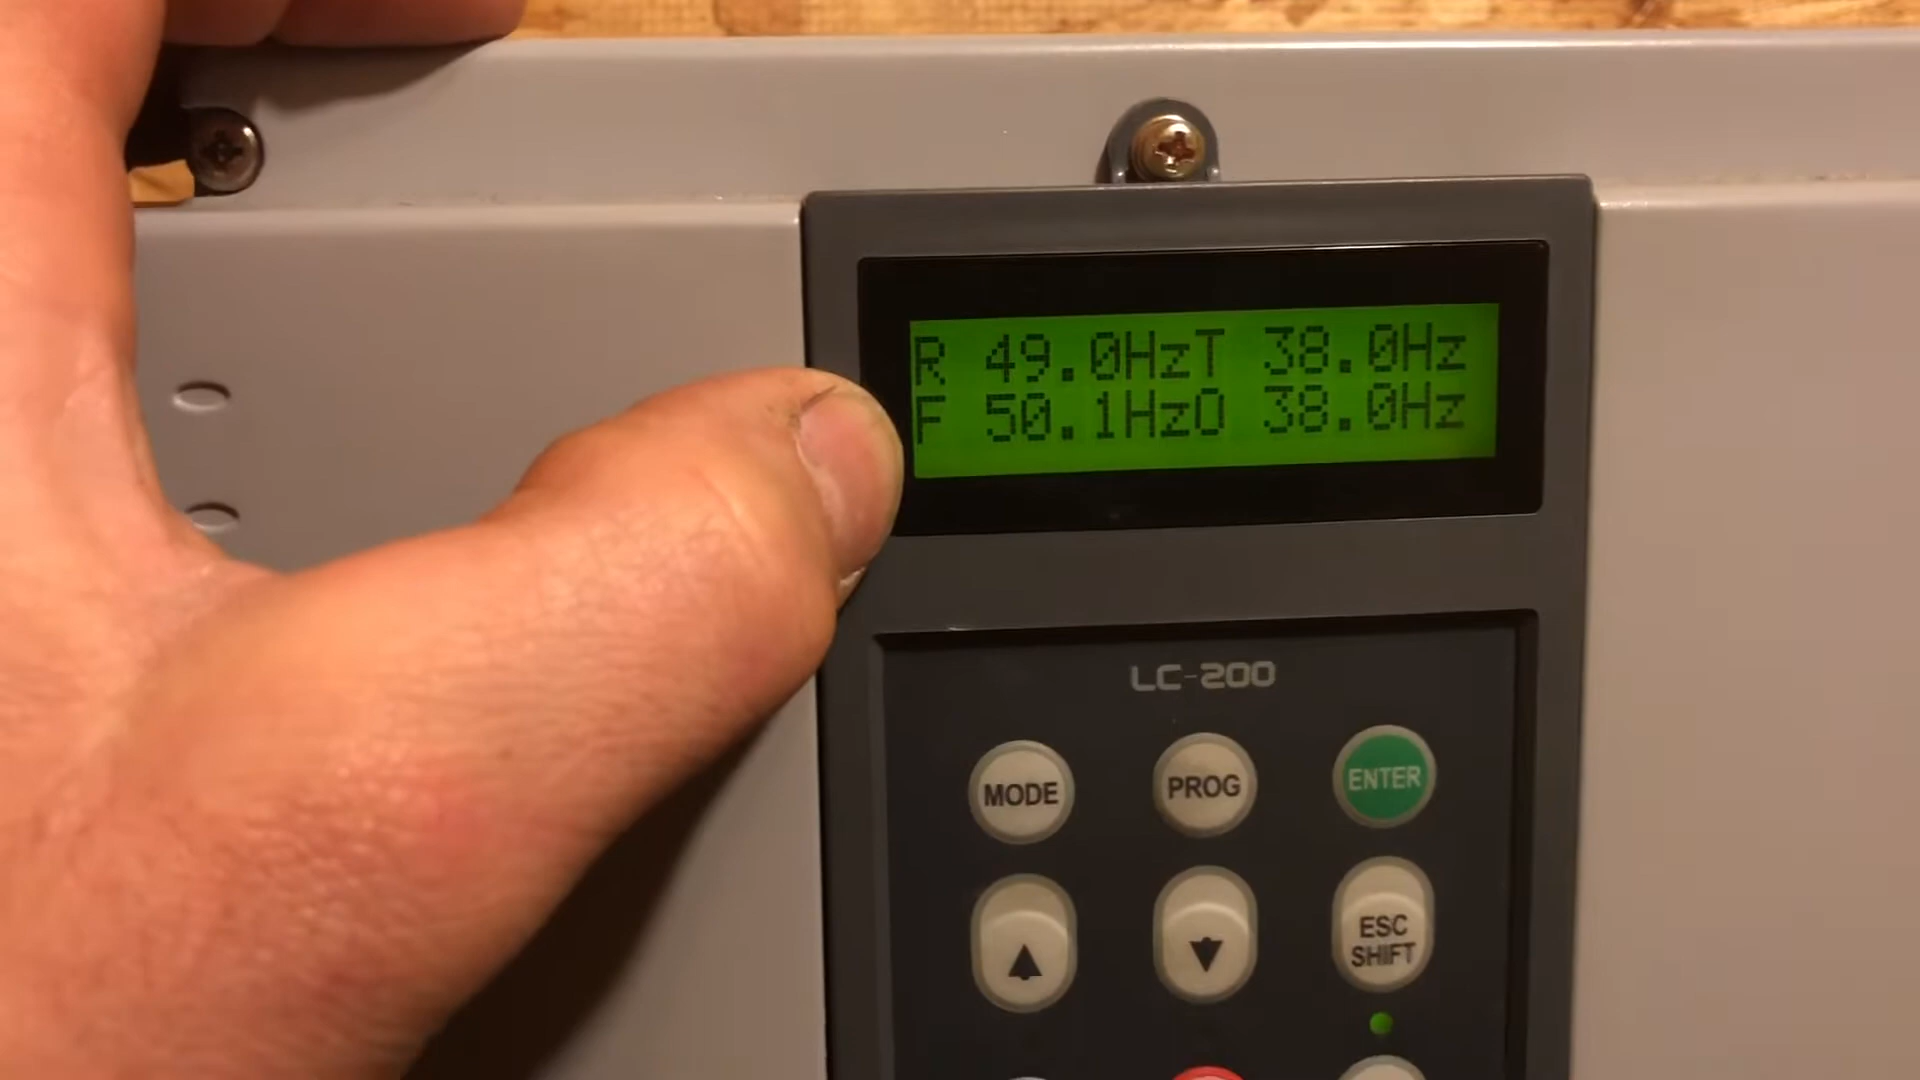 R 49.0HzT 38.0Hz
F 50.1HzO 38.0Hz
LC-200
MODE PROG ENTER
ESC
SHIFT